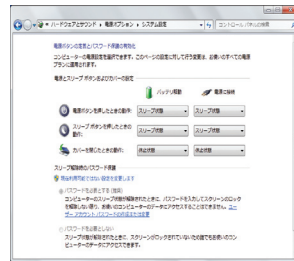 ハードウェアとサウンド ▸ 電源オプション ▸ システム設定
コントロール パネルの検索
電源ボタンの定義とパスワード保護の有効化
コンピューターの電源設定を選択できます。このページの設定に対して行う変更は、お使いのすべての電源
プランに適用されます。
電源とスリープ ボタンおよびカバーの設定
バッテリ駆動 電源に接続
電源ボタンを押したときの動作: スリープ状態 スリープ状態
スリープ ボタンを押したときの スリープ状態 スリープ状態
動作:
カバーを閉じたときの動作: 休止状態 休止状態
スリープ解除時のパスワード保護
現在利用可能ではない設定を変更します
パスワードを必要とする (推奨)
コンピューターのスリープ状態が解除されたときに、パスワードを入力してスクリーンのロック
を解除しない限り、お使いのコンピューターのデータにアクセスすることはできません。ユ
ーザー アカウント パスワードの作成または変更
パスワードを必要としない
スリープ状態が解除されたとき、スクリーンがロックされていないため誰でもお使いのコン
ピューターのデータにアクセスできます。